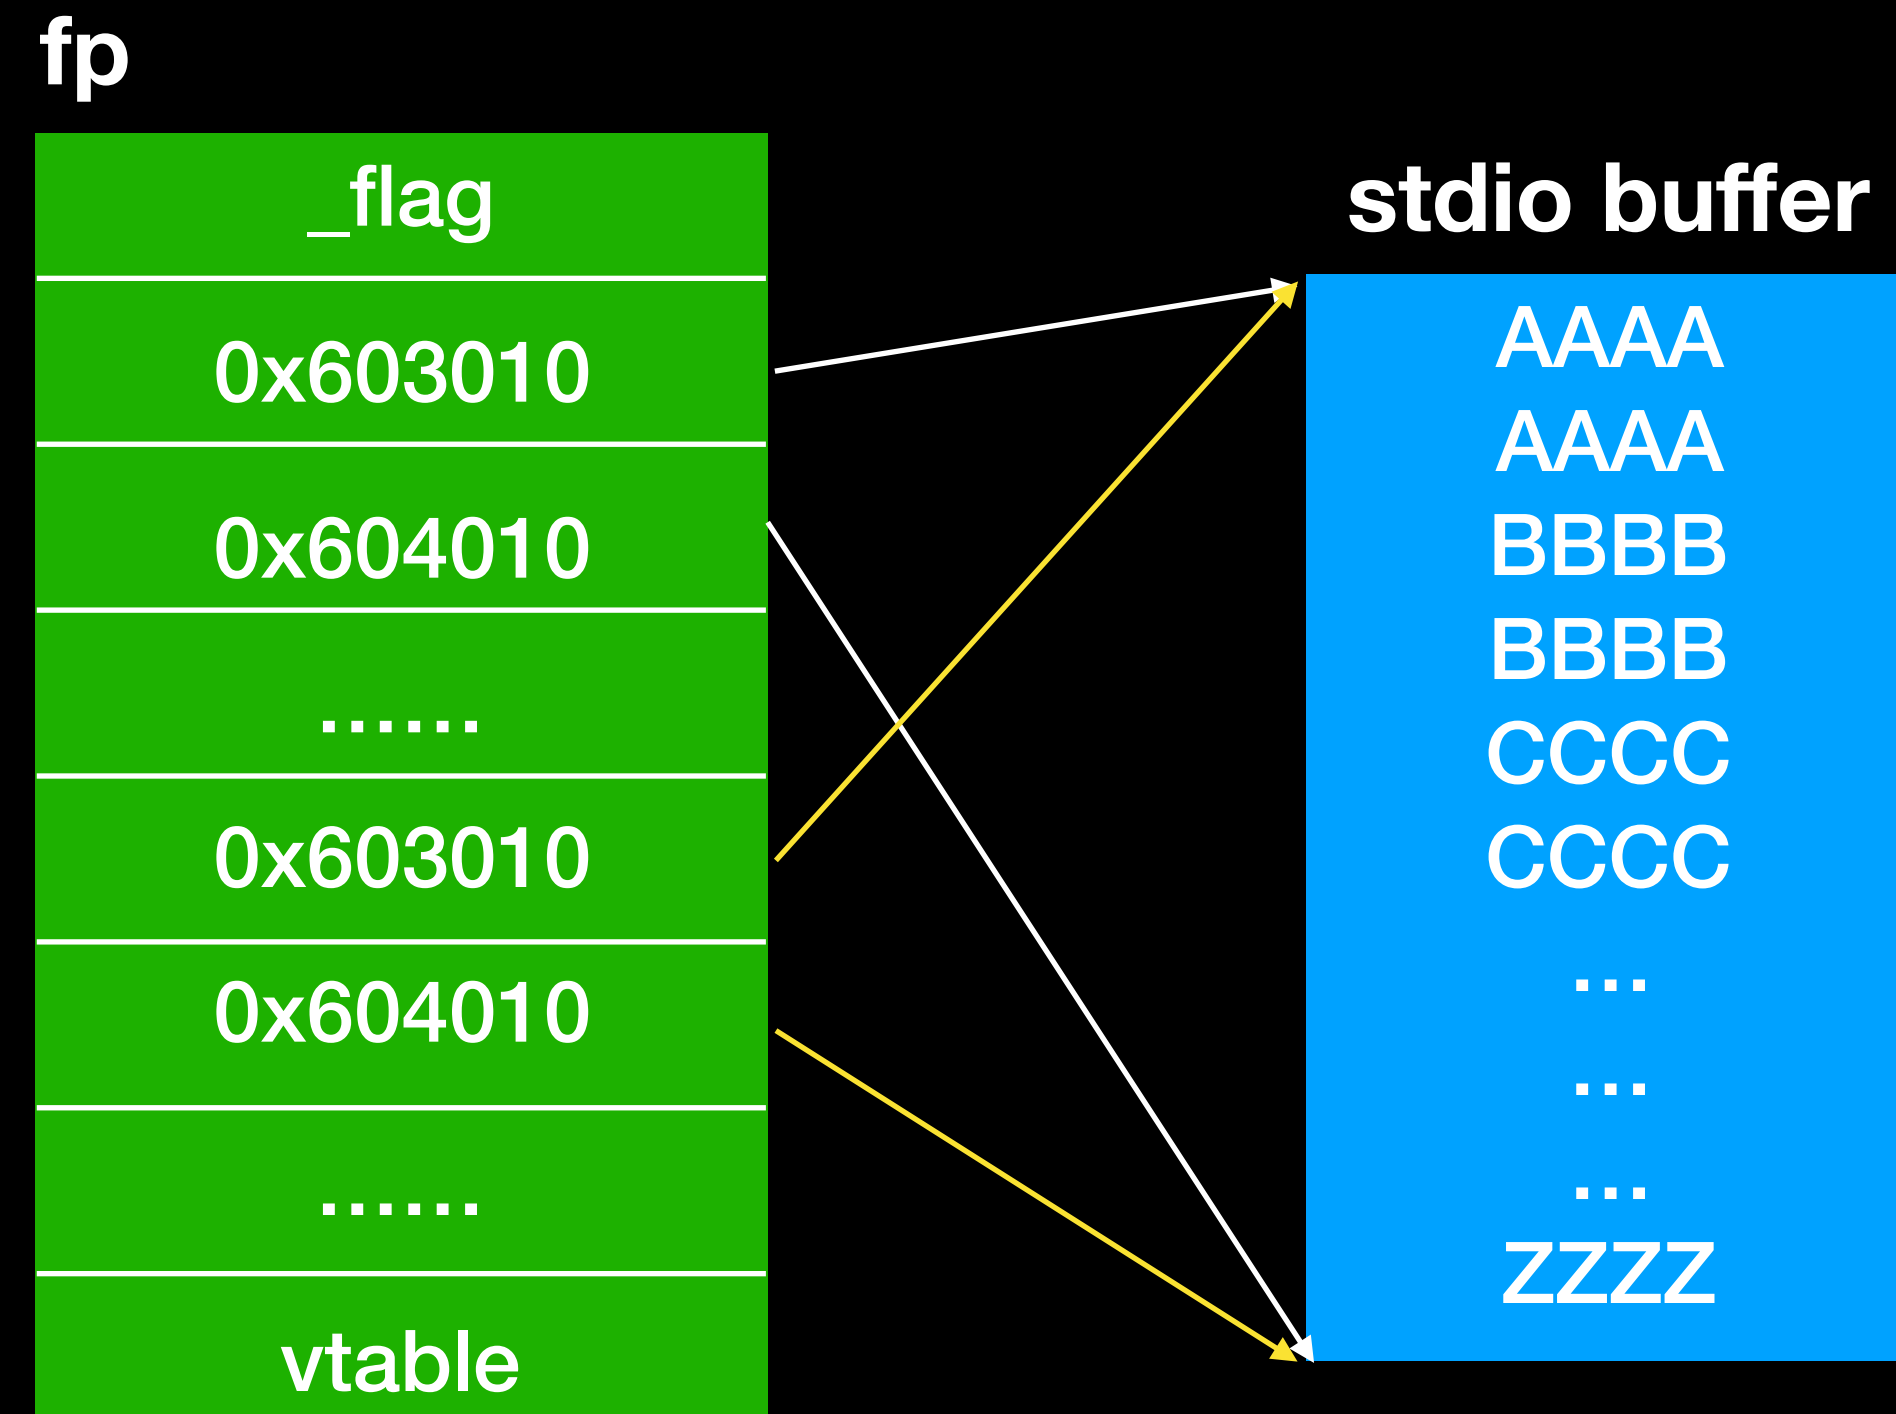 fp
_flag
0x603010
0x604010
......
0x603010
0x604010
......
vtable
stdio buffer
AAAA
AAAA
BBBB
BBBB
CCCC
CCCC
...
...
...
ZZZZ